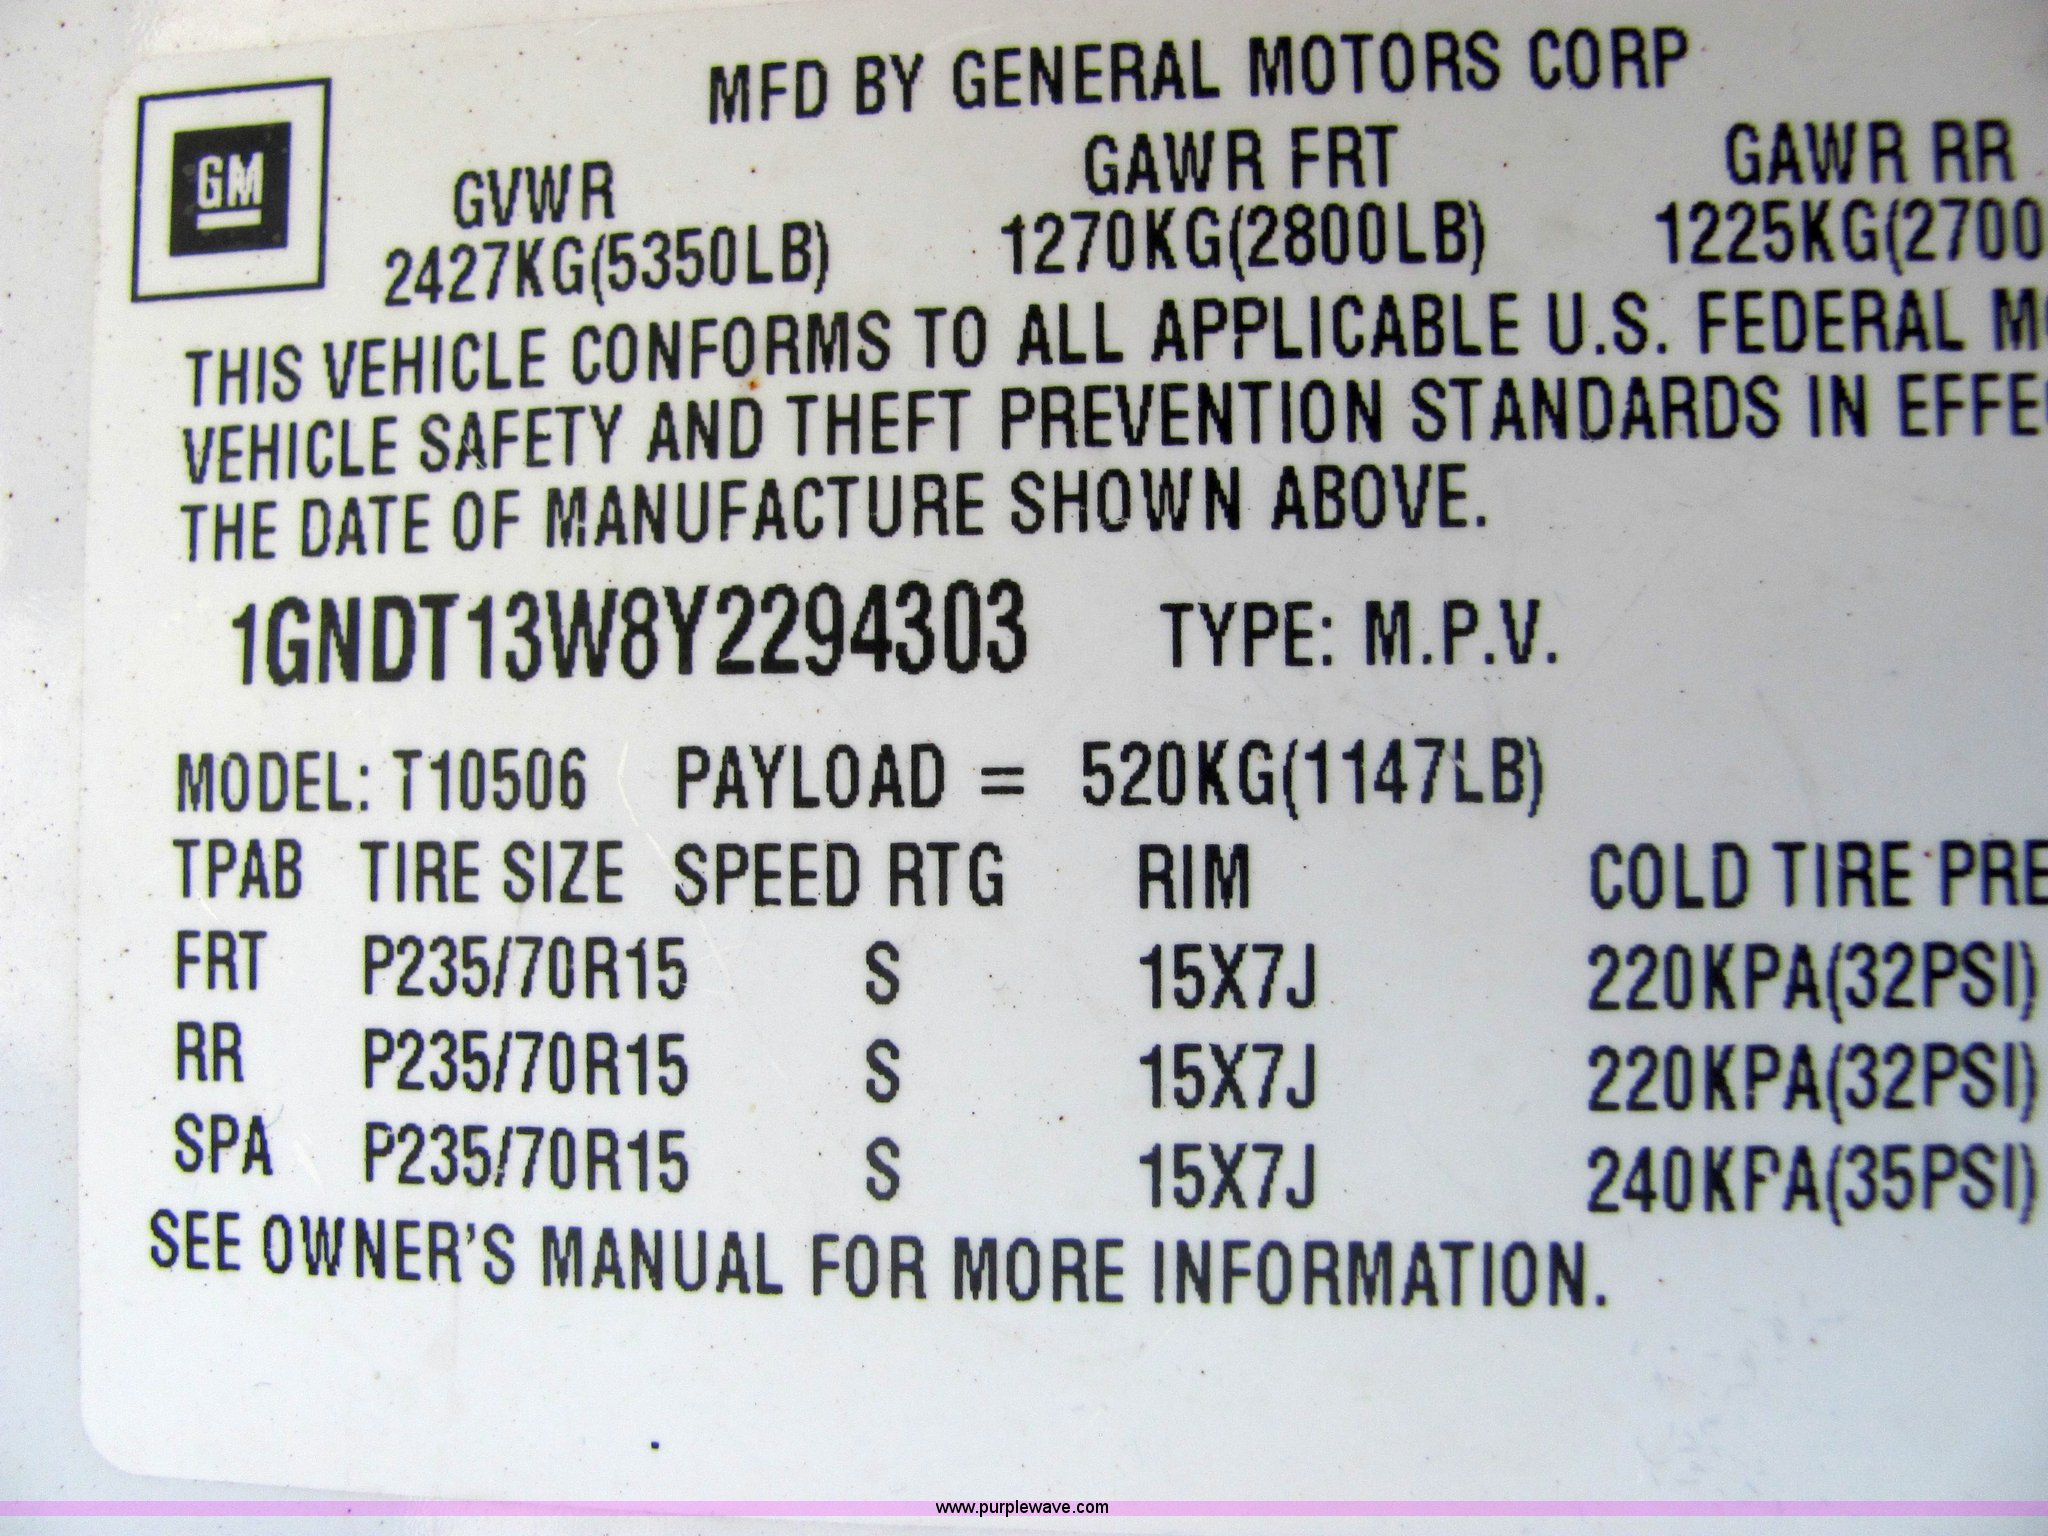 MFD BY GENERAL MOTORS CORP
GM
GVWR GAWR FRT GAWR RR
2427KG(5350LB) 1270KG(2800LB) 1225KG(2700
THIS VEHICLE CONFORMS TO ALL APPLICABLE U.S. FEDERAL
VEHICLE SAFETY AND THEFT PREVENTION STANDARDS IN
THE DATE OF MANUFACTURE SHOWN ABOVE.
1GNDT13W8Y2294303 TYPE: M.P.V.
MODEL: T10506 PAYLOAD = 520KG(1147LB)
TPAB TIRE SIZE SPEED RTG RIM COLD TIRE
FRT P235/70R15 S 15X7J 220KPA(32PSI)
RR P235/70R15 S 15X7J 220KPA(32PSI)
SPA P235/70R15 S 15X7J 240KPA(35PSI)
SEE OWNER'S MANUAL FOR MORE INFORMATION.
www.purplewave.com